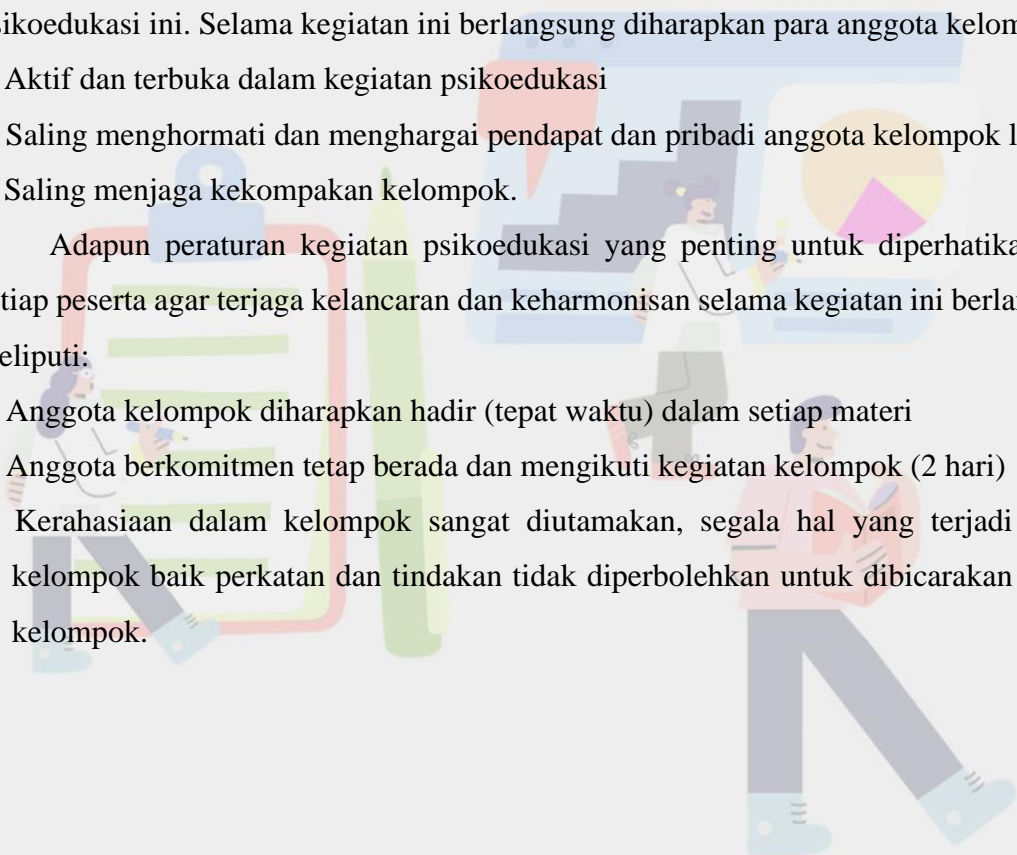 sikoedukasi ini. Selama kegiatan ini berlangsung diharapkan para anggota kelom
Aktif dan terbuka dalam kegiatan psikoedukasi
Saling menghormati dan menghargai pendapat dan pribadi anggota kelompok l
Saling menjaga kekompakan kelompok.
Adapun peraturan kegiatan psikoedukasi yang penting untuk diperhatika
tiap peserta agar terjaga kelancaran dan keharmonisan selama kegiatan ini berla
eliputi:
Anggota kelompok diharapkan hadir (tepat waktu) dalam setiap materi
Anggota berkomitmen tetap berada dan mengikuti kegiatan kelompok (2 hari)
Kerahasiaan dalam kelompok sangat diutamakan, segala hal yang terjadi
kelompok baik perkatan dan tindakan tidak diperbolehkan untuk dibicarakan
kelompok.